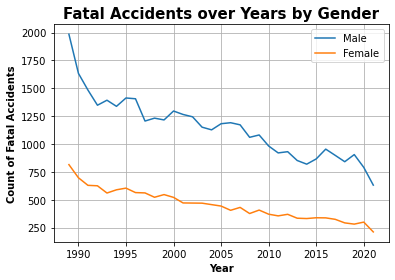 Fatal Accidents over Years by Gender
Male
Female
2000
1750
1500
1250
1000
750
500
250
Count of Fatal Accidents
1990 1995 2000 2005 2010 2015 2020
Year